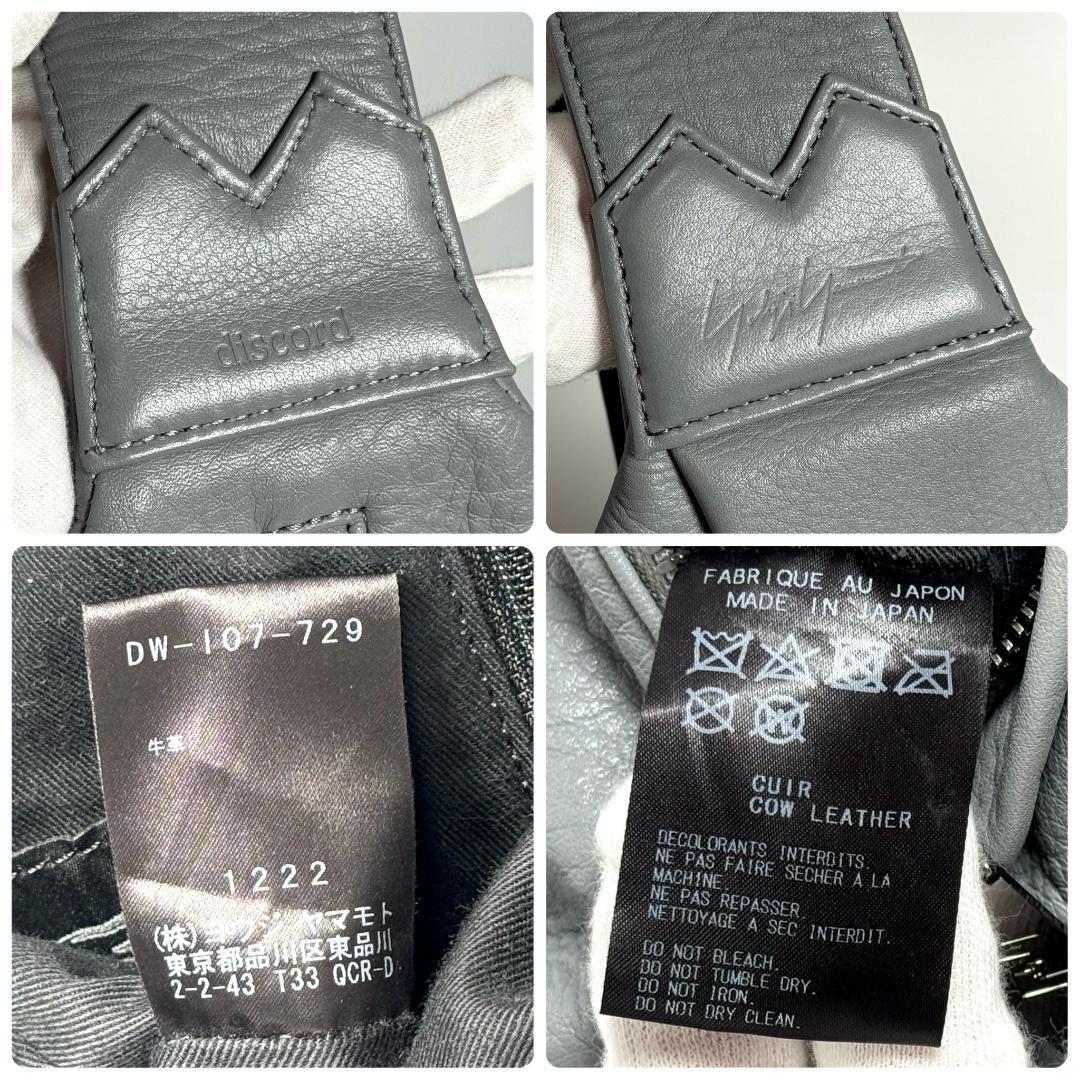 discord
Yohji Yamamoto
DW-I07-729
牛革
1222
(株)ヨウジ ヤマモト
東京都品川区東品川
2-2-43 T33 QCR-D
FABRIQUE AU JAPON
MADE IN JAPAN
CUIR
COW LEATHER
DECOLORANTS INTERDITS.
NE PAS FAIRE SECHER A LA
MACHINE.
NE PAS REPASSER
NETTOYAGE A SEC INTERDIT.
DO NOT BLEACH.
DO NOT TUMBLE DRY.
DO NOT IRON.
DO NOT DRY CLEAN.